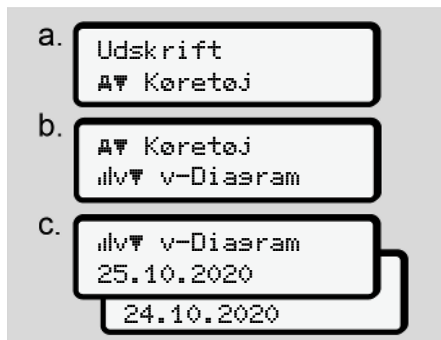 a.
Udskrift
Køretøj
b.
Køretøj
v-Diagram
c.
v-Diagram
25.10.2020
24.10.2020